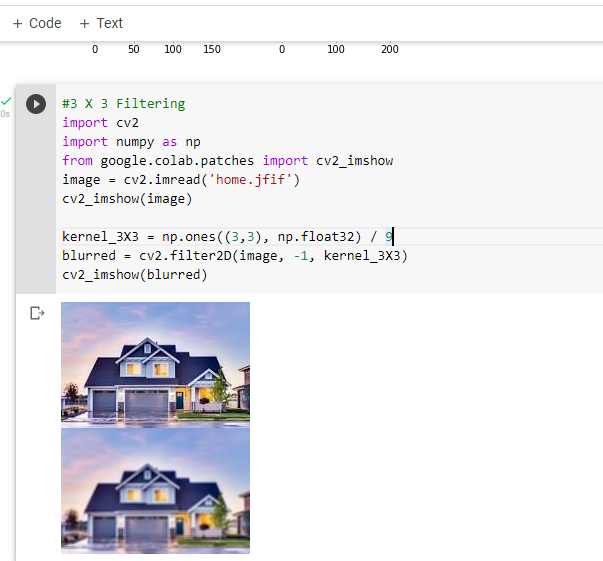 + Code + Text
0 50 100 150 0 100 200
0s
#3 X 3 Filtering
import cv2
import numpy as np
from google.colab.patches import cv2_imshow
image = cv2.imread('home.jfif')
cv2_imshow(image)
kernel_3X3 = np.ones((3,3), np.float32) / 9
blurred = cv2.filter2D(image, -1, kernel_3X3)
cv2_imshow(blurred)